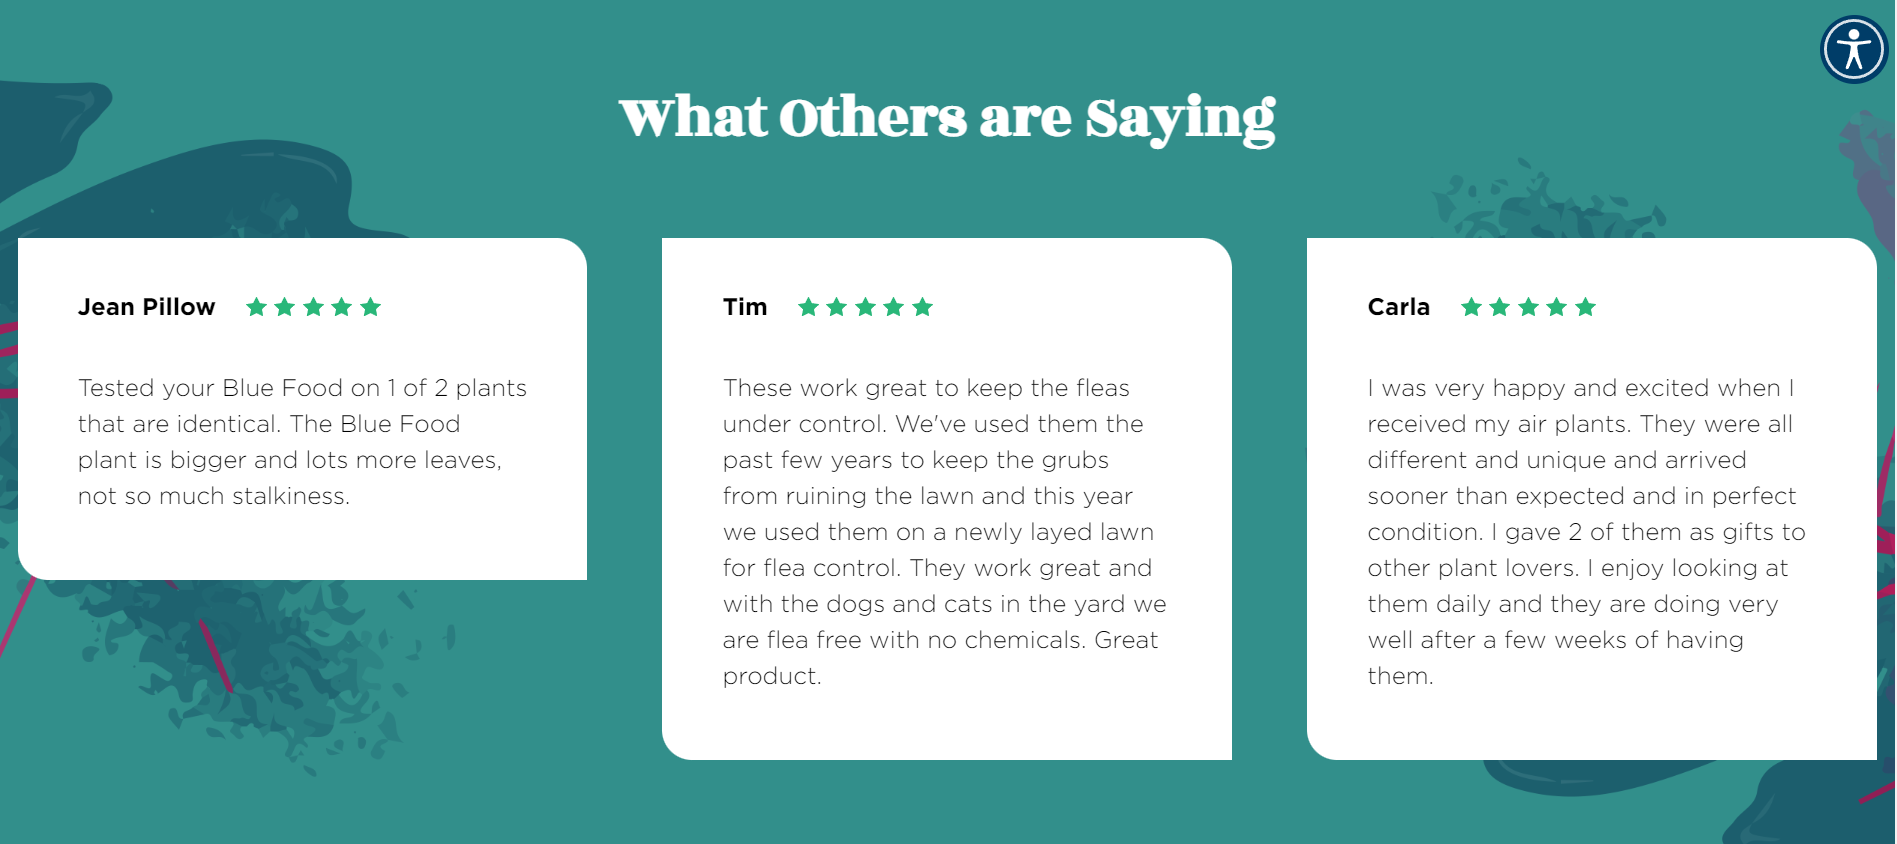 What Others are Saying
Jean Pillow
Tested your Blue Food on 1 of 2 plants
that are identical. The Blue Food
plant is bigger and lots more leaves,
not so much stalkiness.
Tim
These work great to keep the fleas
under control. We've used them the
past few years to keep the grubs
from ruining the lawn and this year
we used them on a newly layed lawn
for flea control. They work great and
with the dogs and cats in the yard we
are flea free with no chemicals. Great
product.
Carla
I was very happy and excited when I
received my air plants. They were all
different and unique and arrived
sooner than expected and in perfect
condition. I gave 2 of them as gifts to
other plant lovers. I enjoy looking at
them daily and they are doing very
well after a few weeks of having
them.